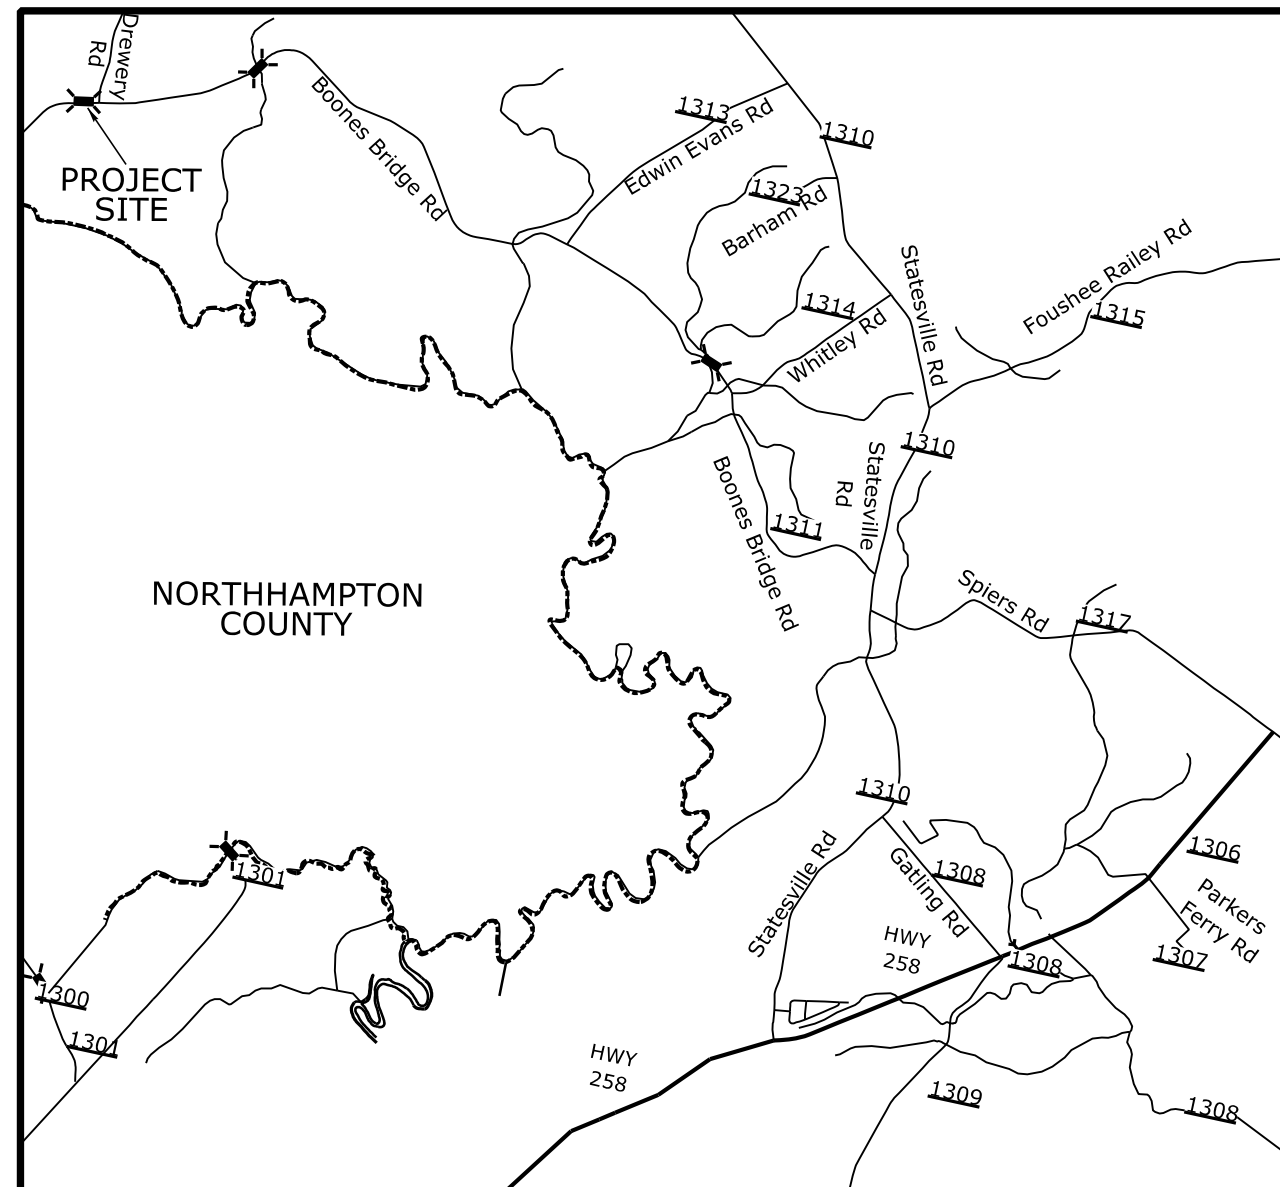 Drewery
Rd
PROJECT
SITE
Boones Bridge Rd
1313
Edwin Evans Rd
1310
1323
Barham Rd
Statesville Rd
Foushee Railey Rd
1314
1315
Whitley Rd
1310
Statesville
Rd
Boones Bridge Rd
1311
NORTHHAMPTON
COUNTY
Spiers Rd
1317
1310
Statesville Rd
Gatling Rd
1308
1306
Parkers
Ferry Rd
1307
1301
HWY
258
1308
1300
1301
HWY
258
1309
1308